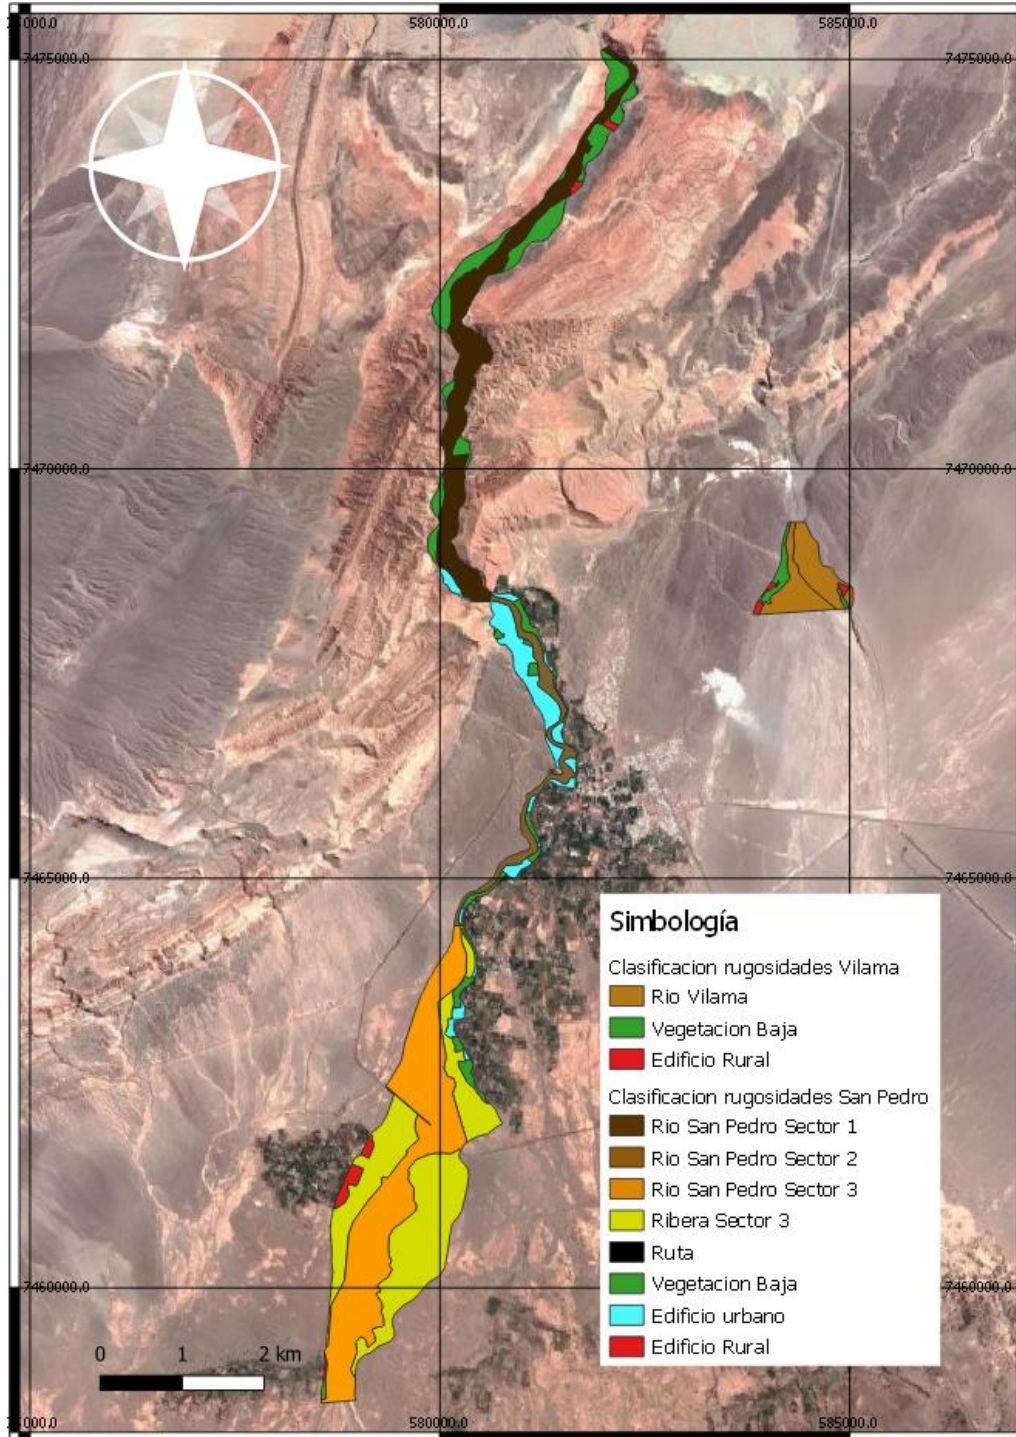 580000.0
585000.0
7475000.0
7475000.0
7470000.0
7470000.0
7465000.0
7465000.0
Simbología
Clasificacion rugosidades Vilama
Rio Vilama
Vegetacion Baja
Edificio Rural
Clasificacion rugosidades San Pedro
Rio San Pedro Sector 1
Rio San Pedro Sector 2
Rio San Pedro Sector 3
Ribera Sector 3
Ruta
Vegetacion Baja
Edificio urbano
Edificio Rural
7460000.0
7460000.0
0 1 2 km
580000.0
585000.0